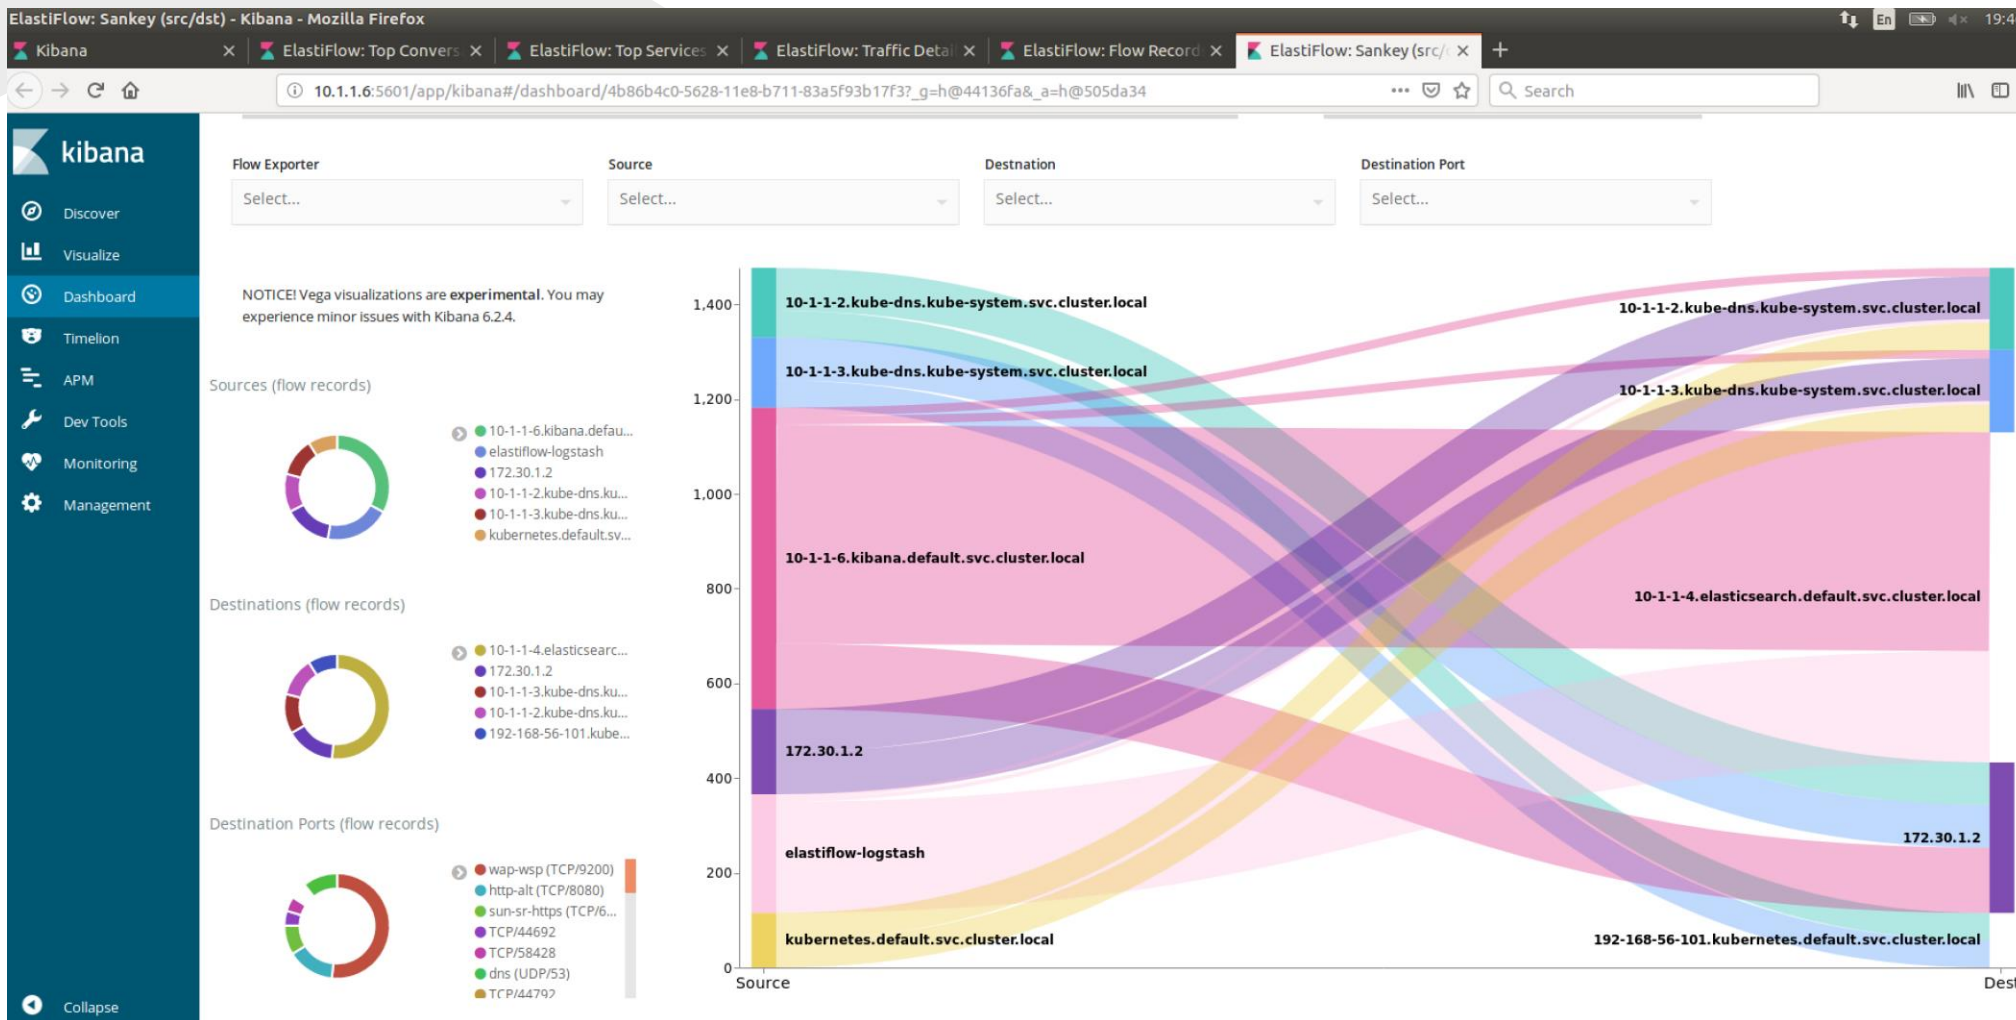 ElastiFlow: Sankey (src/dst) - Kibana - Mozilla Firefox
En
19:4
Kibana
ElastiFlow: Top Convers
ElastiFlow: Top Services
ElastiFlow: Traffic Detai
ElastiFlow: Flow Record
ElastiFlow: Sankey (src/
10.1.1.6:5601/app/kibana#/dashboard/4b86b4c0-5628-11e8-b711-83a5f93b17f3?_g=h@44136fa&_a=h@505da34
Search
kibana
Discover
Visualize
Dashboard
Timelion
APM
Dev Tools
Monitoring
Management
Collapse
Flow Exporter
Source
Destnation
Destination Port
Select...
Select...
Select...
Select...
NOTICE! Vega visualizations are experimental. You may
experience minor issues with Kibana 6.2.4.
Sources (flow records)
10-1-1-6.kibana.defau...
elastiflow-logstash
172.30.1.2
10-1-1-2.kube-dns.ku...
10-1-1-3.kube-dns.ku...
kubernetes.default.sv...
Destinations (flow records)
10-1-1-4.elasticsearc...
172.30.1.2
10-1-1-3.kube-dns.ku...
10-1-1-2.kube-dns.ku...
192-168-56-101.kube...
Destination Ports (flow records)
wap-wsp (TCP/9200)
http-alt (TCP/8080)
sun-sr-https (TCP/6...
TCP/44692
TCP/58428
dns (UDP/53)
TCP/44792
1,400
1,200
1,000
800
600
400
200
0
10-1-1-2.kube-dns.kube-system.svc.cluster.local
10-1-1-3.kube-dns.kube-system.svc.cluster.local
10-1-1-6.kibana.default.svc.cluster.local
172.30.1.2
elastiflow-logstash
kubernetes.default.svc.cluster.local
10-1-1-2.kube-dns.kube-system.svc.cluster.local
10-1-1-3.kube-dns.kube-system.svc.cluster.local
10-1-1-4.elasticsearch.default.svc.cluster.local
172.30.1.2
192-168-56-101.kubernetes.default.svc.cluster.local
Source
Dest